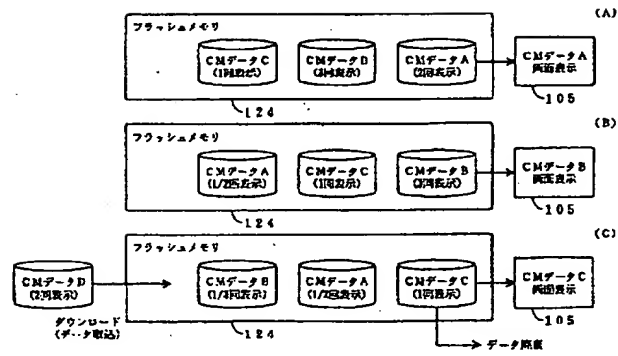 (A)
フラッシュメモリ
CMデータC
(1回表示)
CMデータB
(3回表示)
CMデータA
(2回表示)
CMデータA
画面表示
124
105
(B)
フラッシュメモリ
CMデータA
(1/2回表示)
CMデータC
(1回表示)
CMデータB
(3回表示)
CMデータB
画面表示
124
105
(C)
フラッシュメモリ
CMデータD
(2回表示)
CMデータB
(1/3回表示)
CMデータA
(1/2回表示)
CMデータC
(1回表示)
CMデータC
画面表示
ダウンロード
(データ取込)
124
105
データ廃棄